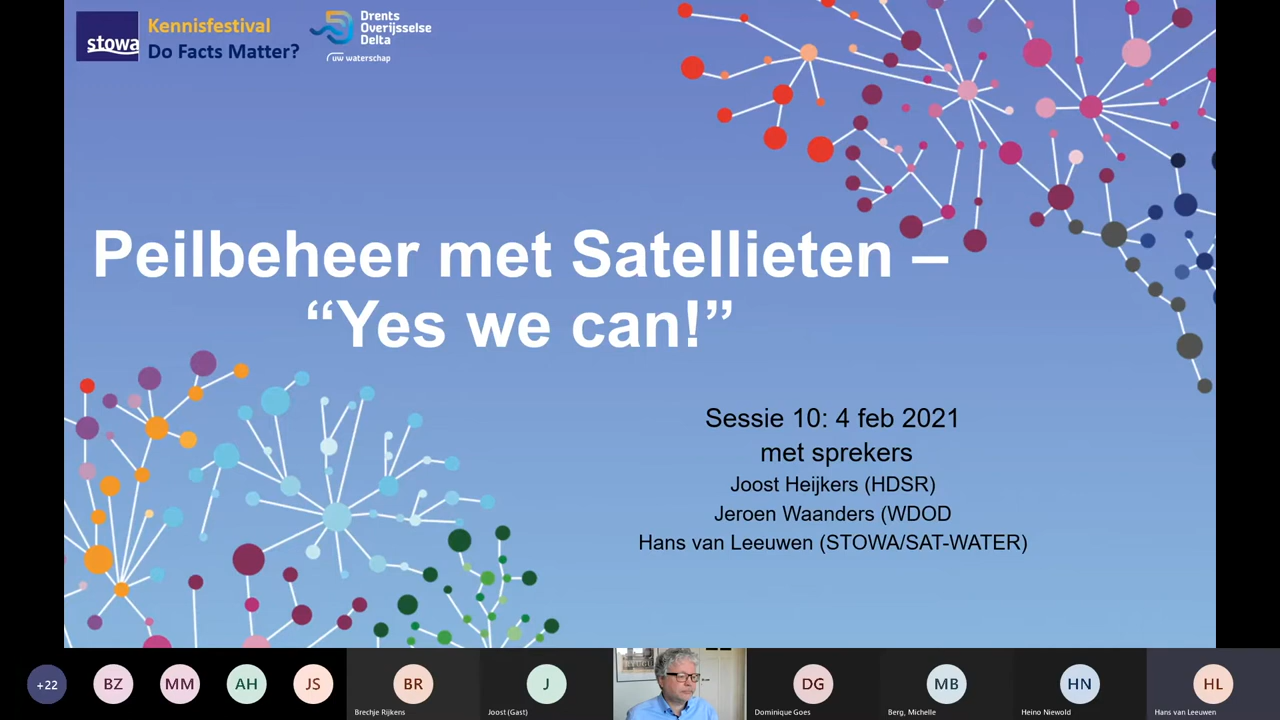 stowa
Kennisfestival
Do Facts Matter?
Drents
Overijsselse
Delta
uw waterschap
Peilbeheer met Satellieten –
“Yes we can!”
Sessie 10: 4 feb 2021
met sprekers
Joost Heijkers (HDSR)
Jeroen Waanders (WDOD
Hans van Leeuwen (STOWA/SAT-WATER)
+22
BZ
MM
AH
JS
BR
J
DG
MB
HN
HL
Brechje Rijkens
Joost (Gast)
Dominique Goes
Berg, Michelle
Heino Niewold
Hans van Leeuwen